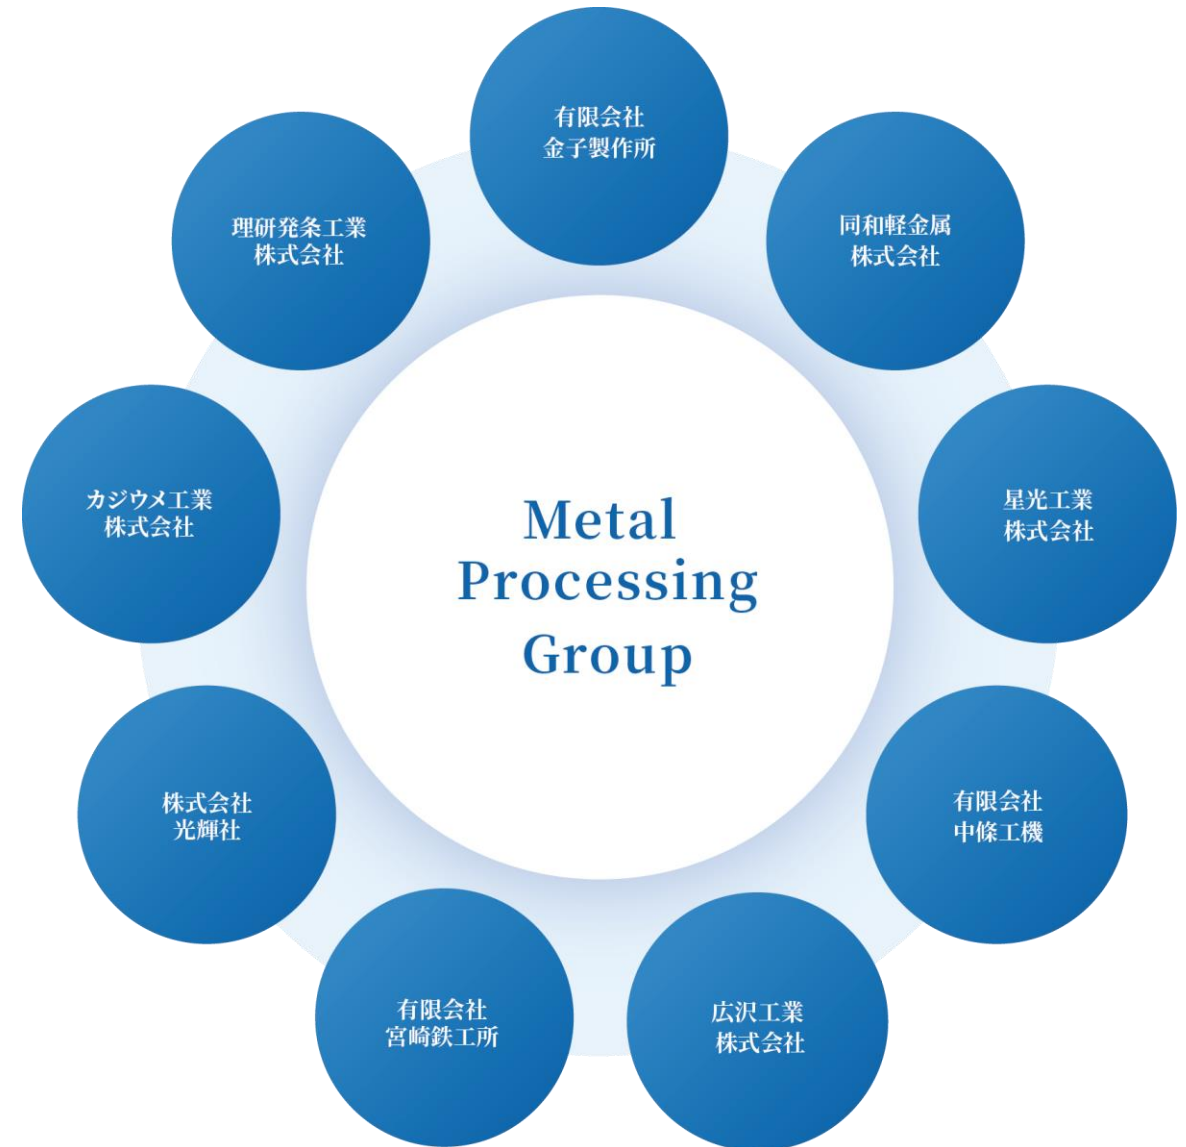 有限会社
金子製作所
理研発条工業
株式会社
同和軽金属
株式会社
カジウメ工業
株式会社
星光工業
株式会社
Metal
Processing
Group
株式会社
光輝社
有限会社
中條工機
有限会社
宮崎鉄工所
広沢工業
株式会社